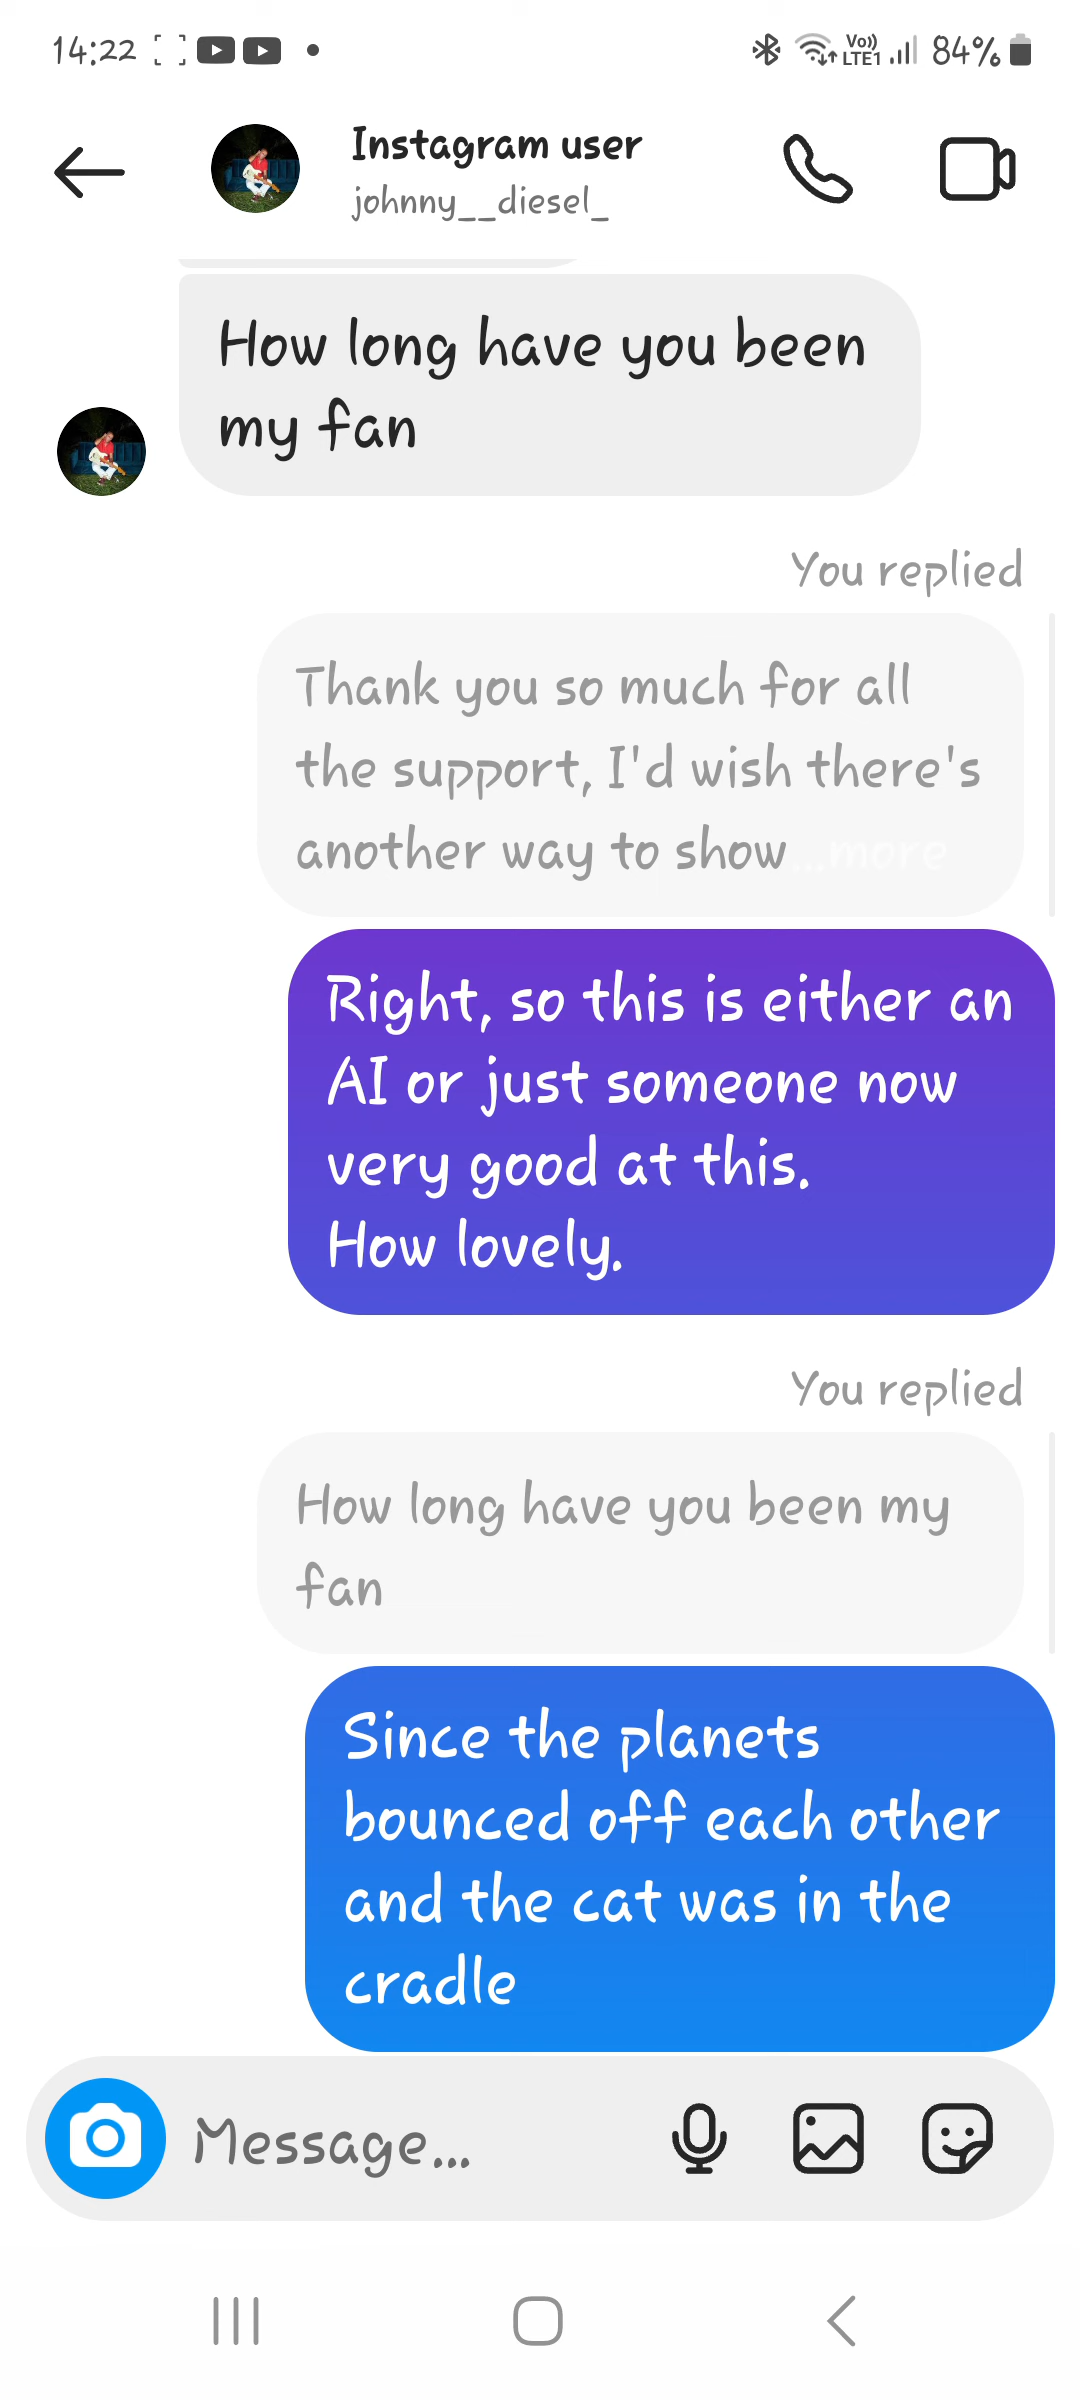 14:22
Vo))
LTE1
84%
Instagram user
johnny__diesel_
How long have you been
my fan
You replied
Thank you so much for all
the support, I'd wish there's
another way to show...more
Right, so this is either an
AI or just someone now
very good at this.
How lovely.
You replied
How long have you been my
fan
Since the planets
bounced off each other
and the cat was in the
cradle
Message...